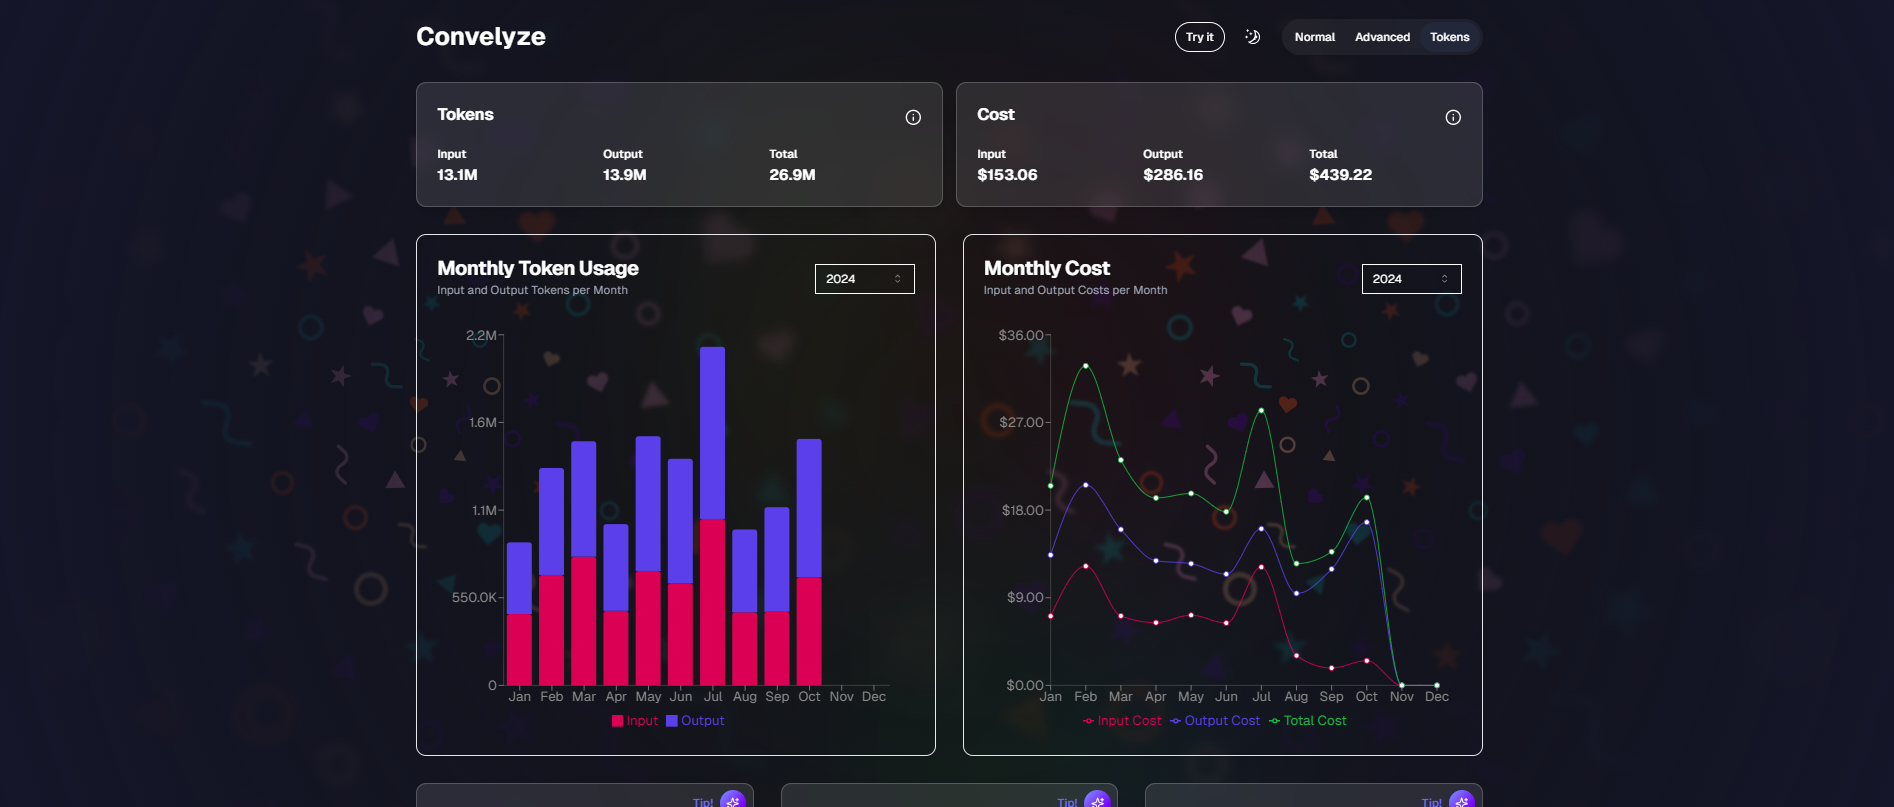 Convelyze
Try it
Normal Advanced Tokens
Tokens
Input Output Total
13.1M 13.9M 26.9M
Cost
Input Output Total
$153.06 $286.16 $439.22
Monthly Token Usage
Input and Output Tokens per Month
2024
2.2M
1.6M
1.1M
550.0K
0
Jan Feb Mar Apr May Jun Jul Aug Sep Oct Nov Dec
Input Output
Monthly Cost
Input and Output Costs per Month
2024
$36.00
$27.00
$18.00
$9.00
$0.00
Jan Feb Mar Apr May Jun Jul Aug Sep Oct Nov Dec
Input Cost Output Cost Total Cost
Tip!
Tip!
Tip!